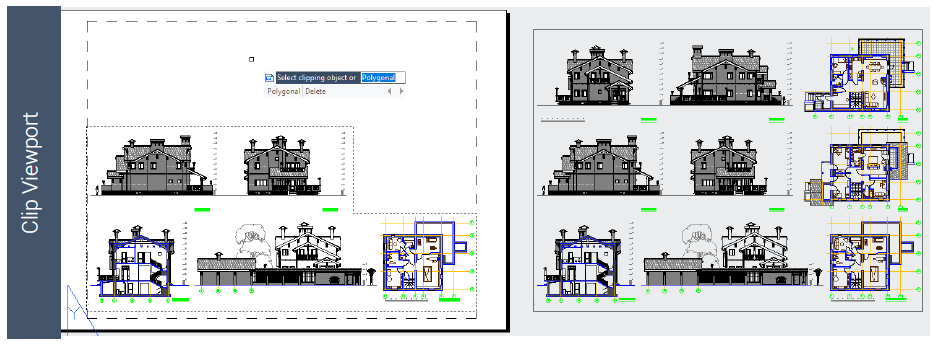 Clip Viewport
Select clipping object or Polygonal
Polygonal Delete